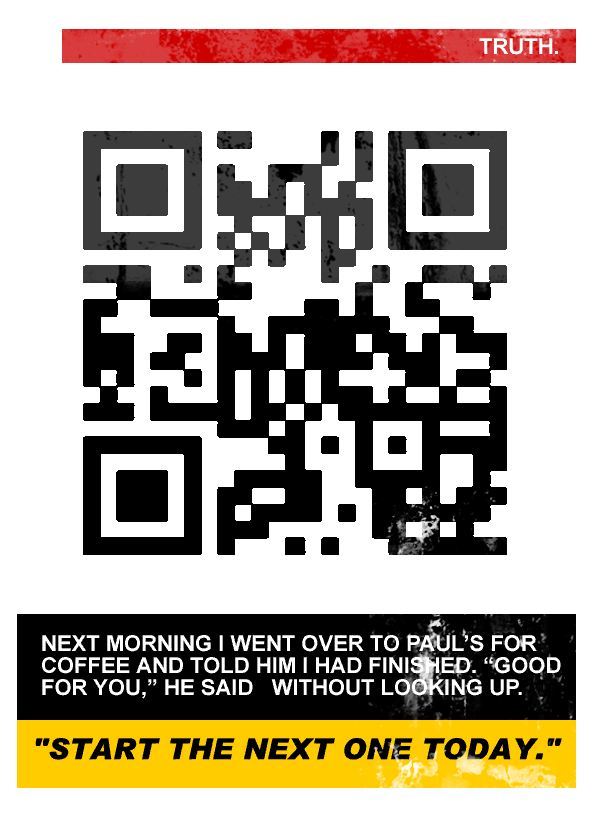 TRUTH.
NEXT MORNING I WENT OVER TO PAUL’S FOR
COFFEE AND TOLD HIM I HAD FINISHED. “GOOD
FOR YOU,” HE SAID   WITHOUT LOOKING UP.
"START THE NEXT ONE TODAY."